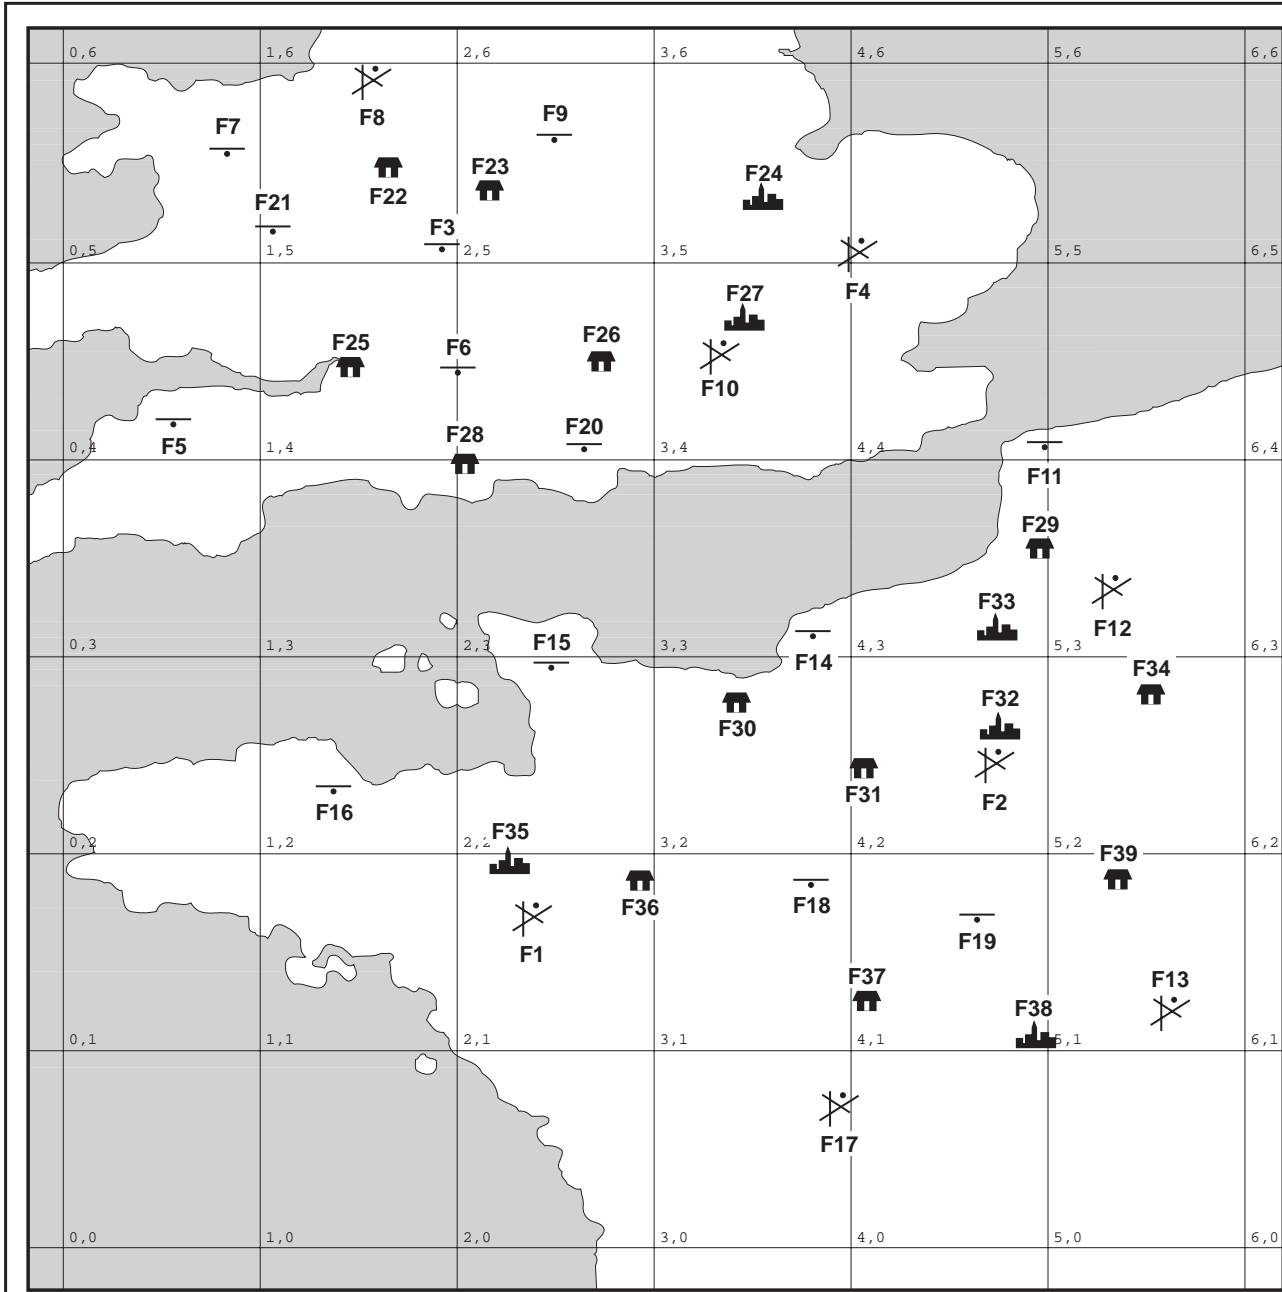 0,6 1,6 2,6 3,6 4,6 5,6 6,6
F8
F9
F7
F24
F23
F22
F21
F3
0,5 1,5 2,5 3,5 5,5 6,5
F4
F27
F25 F6 F26
F10
F5
F28 F20
0,4 1,4 3,4 4,4 6,4
F11
F29
F33
F12
F15
0,3 1,3 2,3 3,3 4,3 5,3 6,3
F14
F34
F32
F30
F31
F2
F16
F35
0,2 1,2 2,2 3,2 4,2 5,2 6,2
F39
F36
F18
F19
F1
F37
F13
F38
0,1 1,1 2,1 3,1 4,1 5,1 6,1
F17
0,0 1,0 2,0 3,0 4,0 5,0 6,0